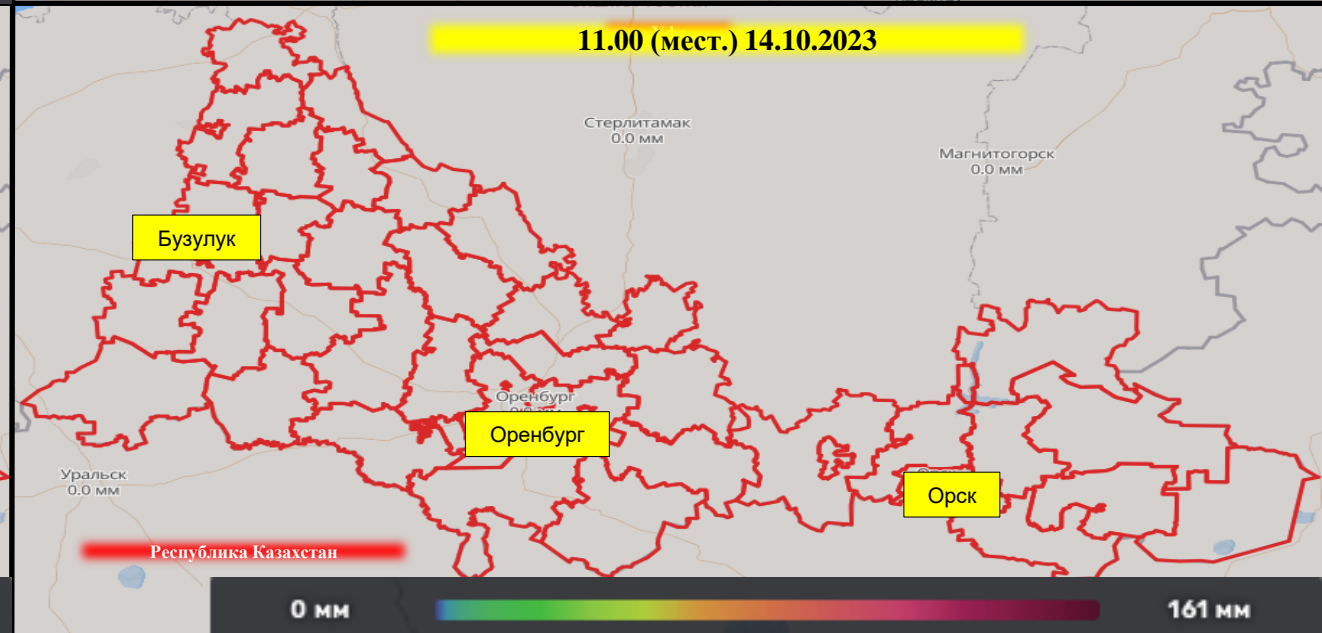 11.00 (мест.) 14.10.2023
Стерлитамак
0.0 мм
Магнитогорск
0.0 мм
Бузулук
Оренбург
Оренбург
Уральск
0.0 мм
Орск
Республика Казахстан
0 мм
161 мм